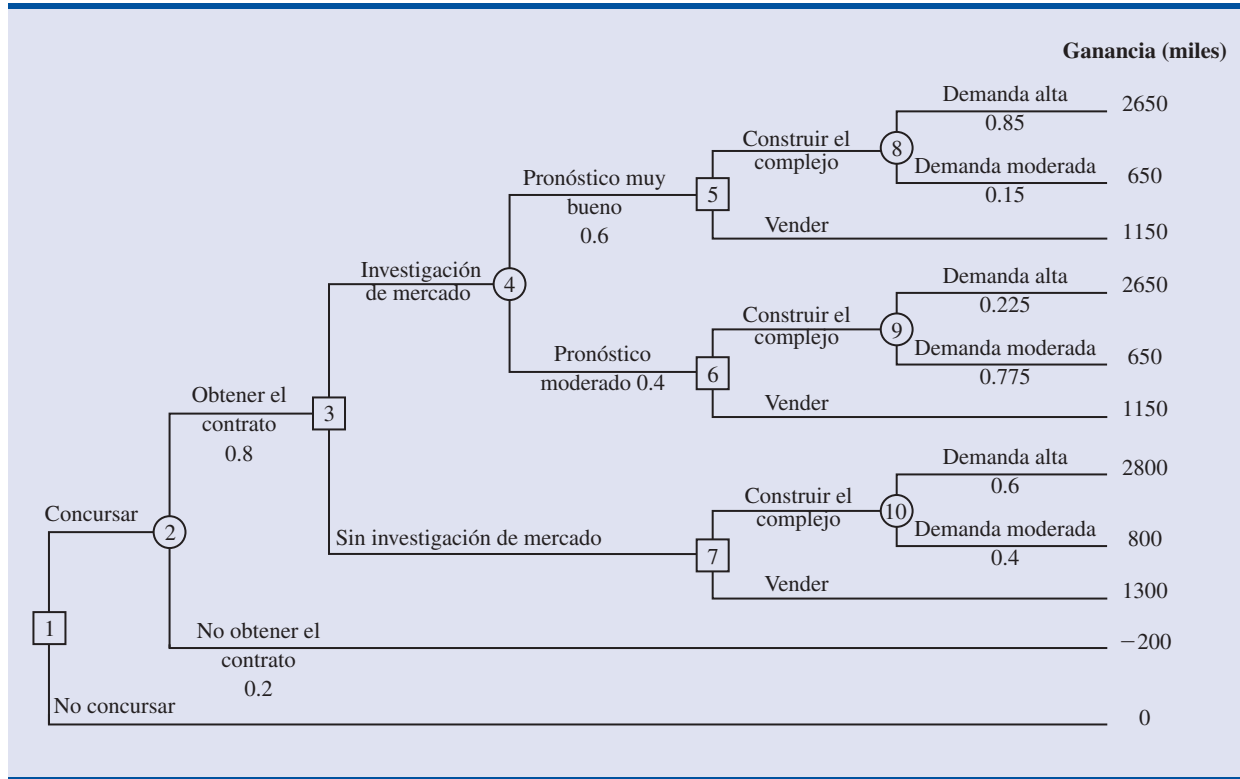 Ganancia (miles)
Demanda alta
2650
0.85
Construir el
complejo
8
Demanda moderada
650
0.15
Pronóstico muy
bueno
0.6
5
Vender
1150
Investigación
de mercado
4
Demanda alta
2650
0.225
Construir el
complejo
9
Demanda moderada
650
0.775
Pronóstico
moderado 0.4
6
Vender
1150
Obtener el
contrato
0.8
3
Demanda alta
2800
0.6
Construir el
complejo
10
Demanda moderada
800
0.4
Concursar
2
Sin investigación de mercado
7
Vender
1300
1
No obtener el
contrato
0.2
−200
No concursar
0